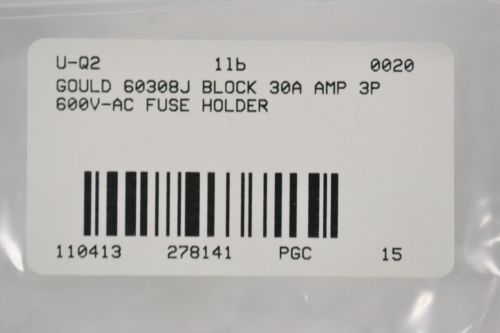 U-Q2 1lb 0020
GOULD 60308J BLOCK 30A AMP 3P
600V-AC FUSE HOLDER
110413 278141 PGC 15